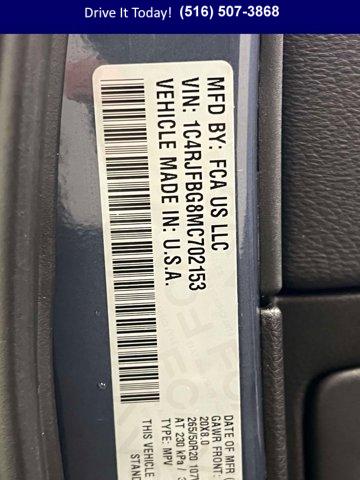 Drive It Today! (516) 507-3868
MFD BY: FCA US LLC
VIN: 1C4RJFBG8MC702153
VEHICLE MADE IN: U.S.A.
DATE OF MFR
GAWR FRONT:
20X8.0
265/50R20 107
AT 230 kPa /
TYPE: MPV
THIS VEHICLE
STAND